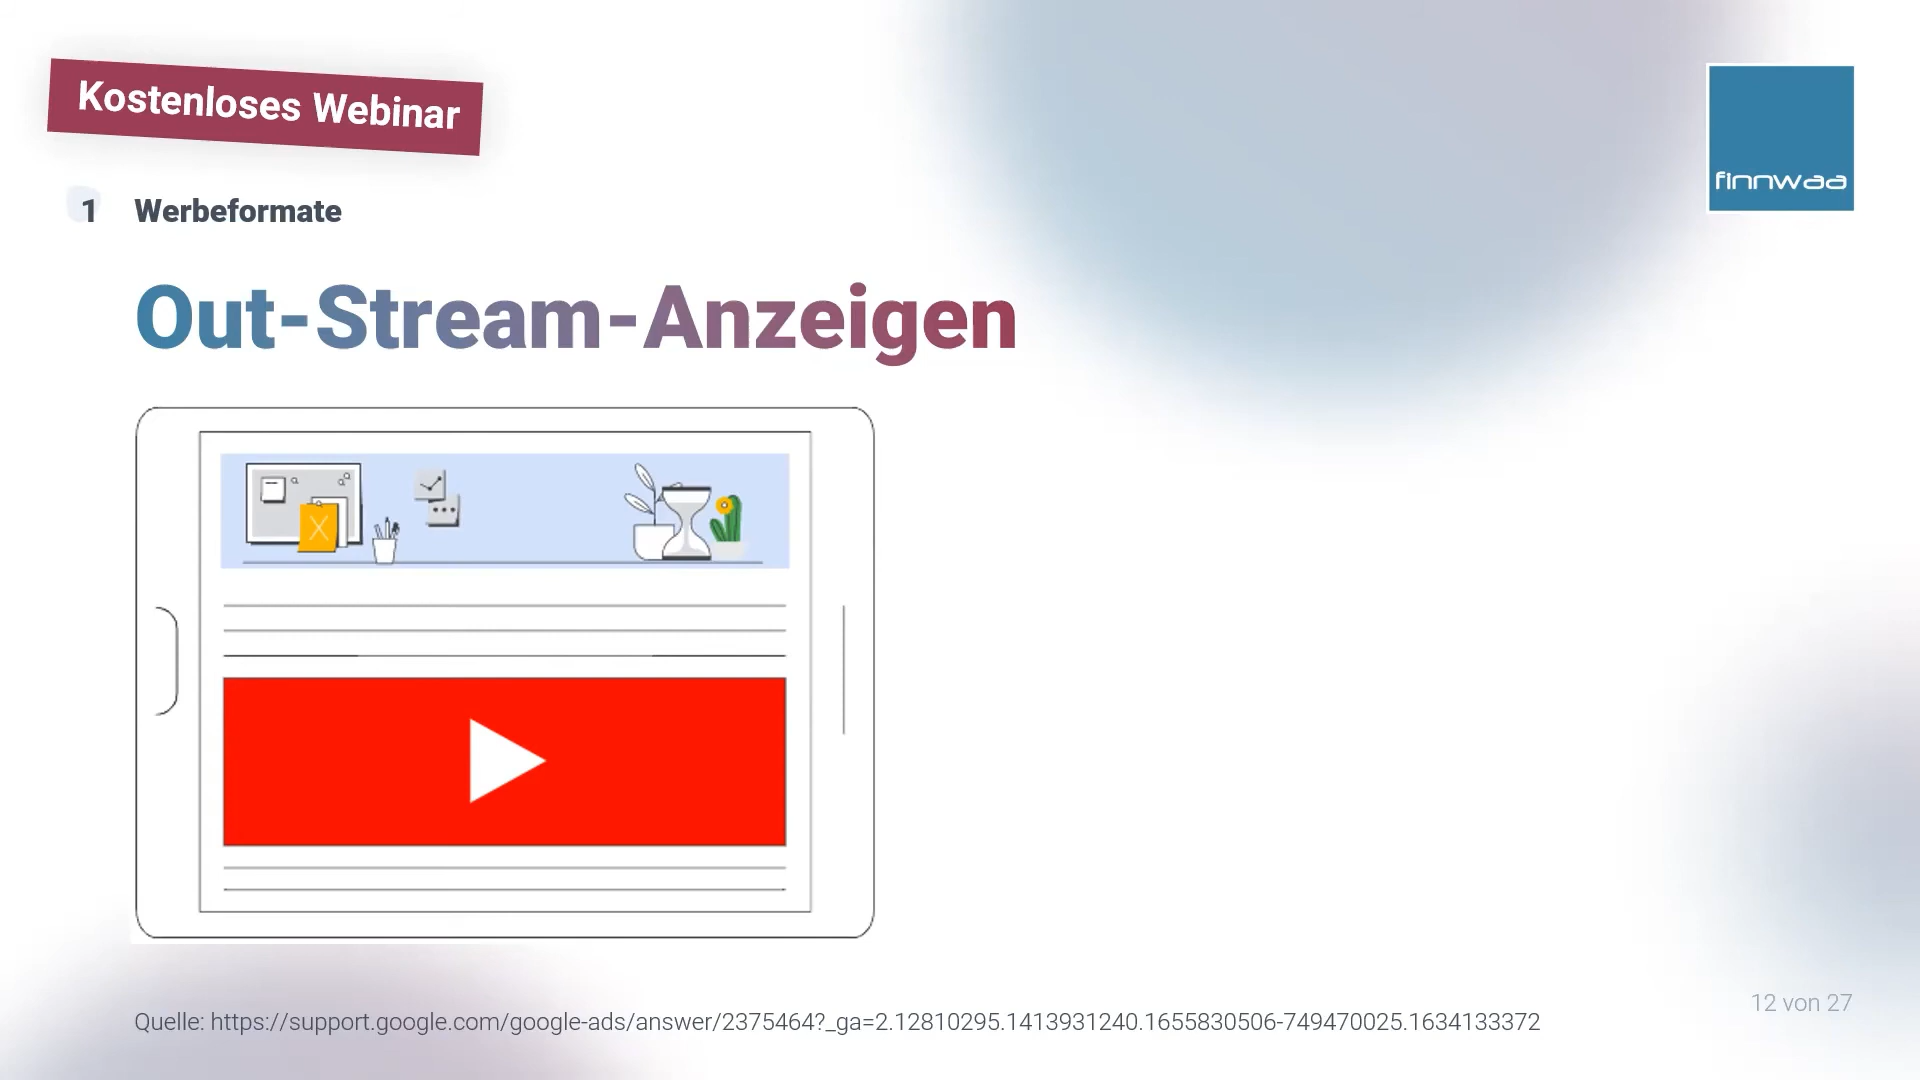 Kostenloses Webinar
finnwaa
1 Werbeformate
Out-Stream-Anzeigen
12 von 27
Quelle: https://support.google.com/google-ads/answer/2375464?_ga=2.12810295.1413931240.1655830506-749470025.1634133372